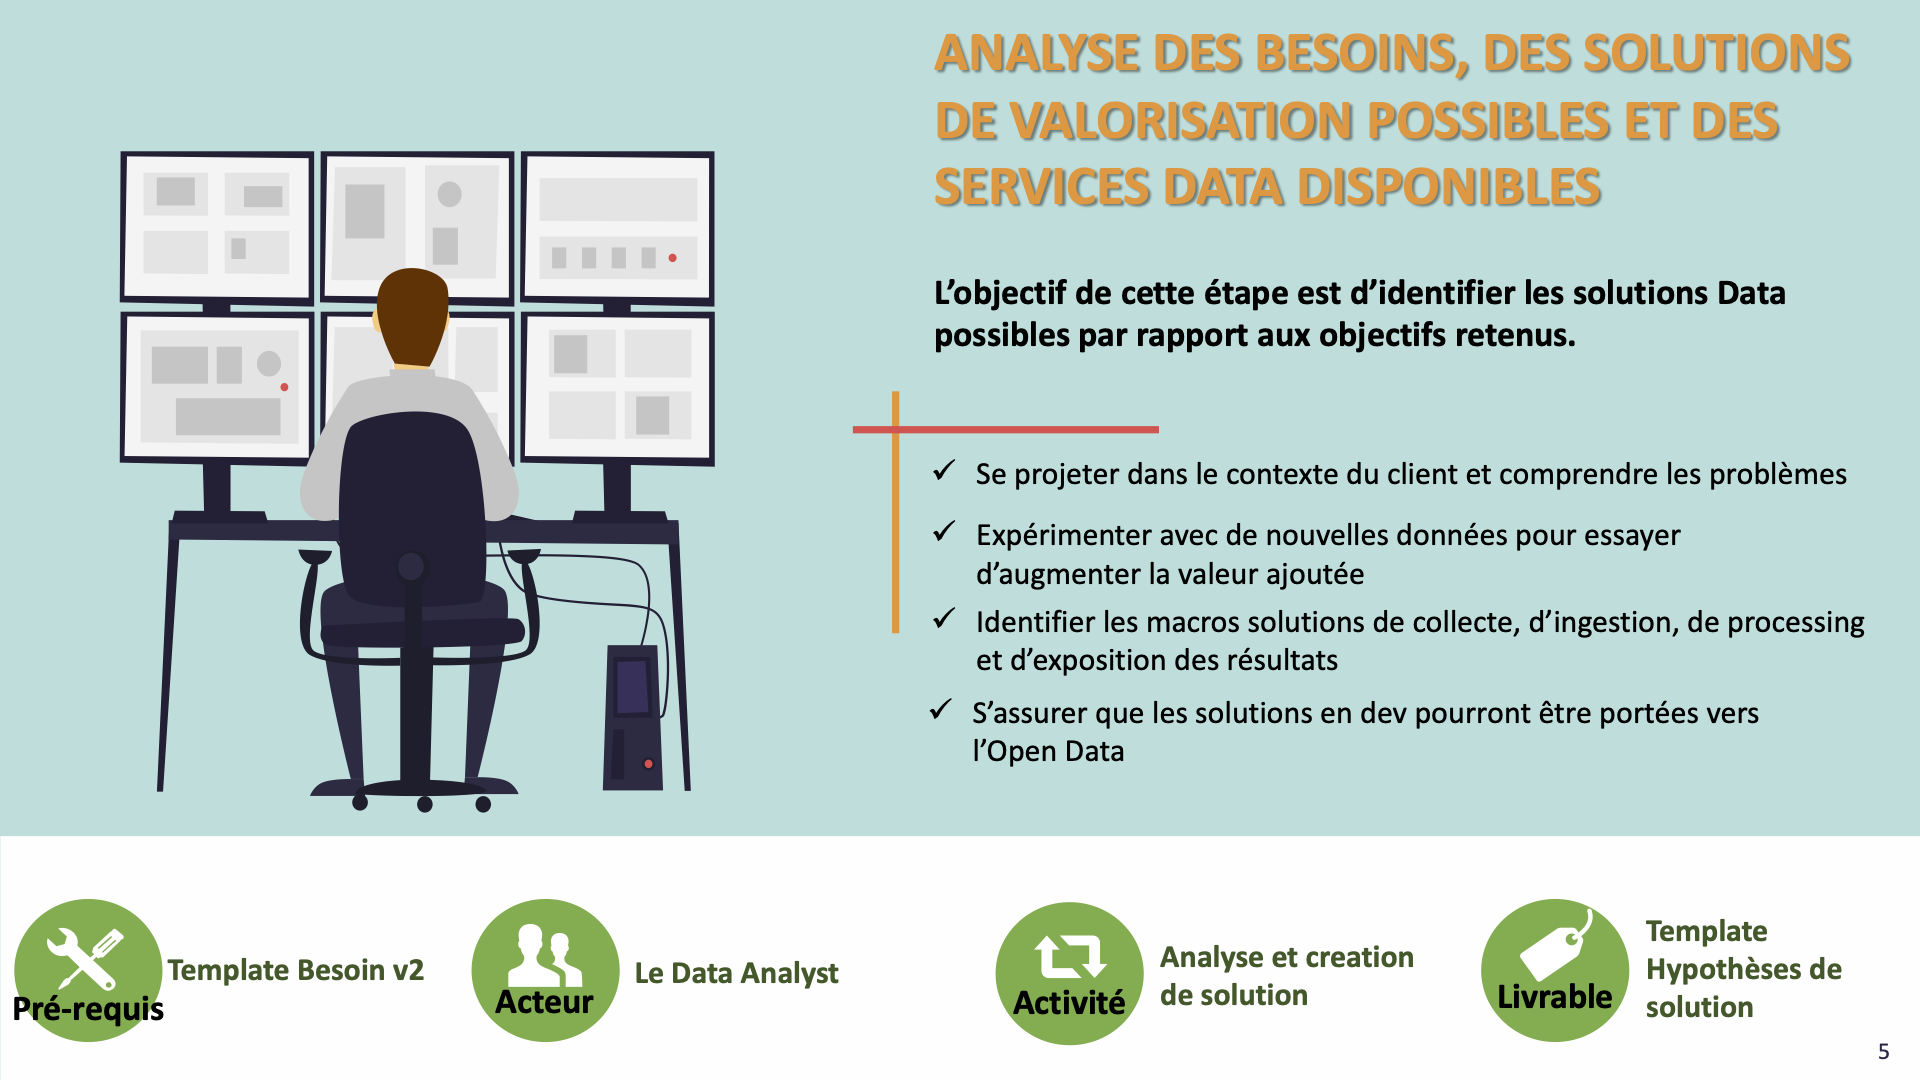 ANALYSE DES BESOINS, DES SOLUTIONS
DE VALORISATION POSSIBLES ET DES
SERVICES DATA DISPONIBLES
L’objectif de cette étape est d’identifier les solutions Data
possibles par rapport aux objectifs retenus.
✓ Se projeter dans le contexte du client et comprendre les problèmes
✓ Expérimenter avec de nouvelles données pour essayer
d’augmenter la valeur ajoutée
✓ Identifier les macros solutions de collecte, d’ingestion, de processing
et d’exposition des résultats
✓ S’assurer que les solutions en dev pourront être portées vers
l’Open Data
Pré-requis
Template Besoin v2
Acteur
Le Data Analyst
Activité
Analyse et creation
de solution
Livrable
Template
Hypothèses de
solution
5